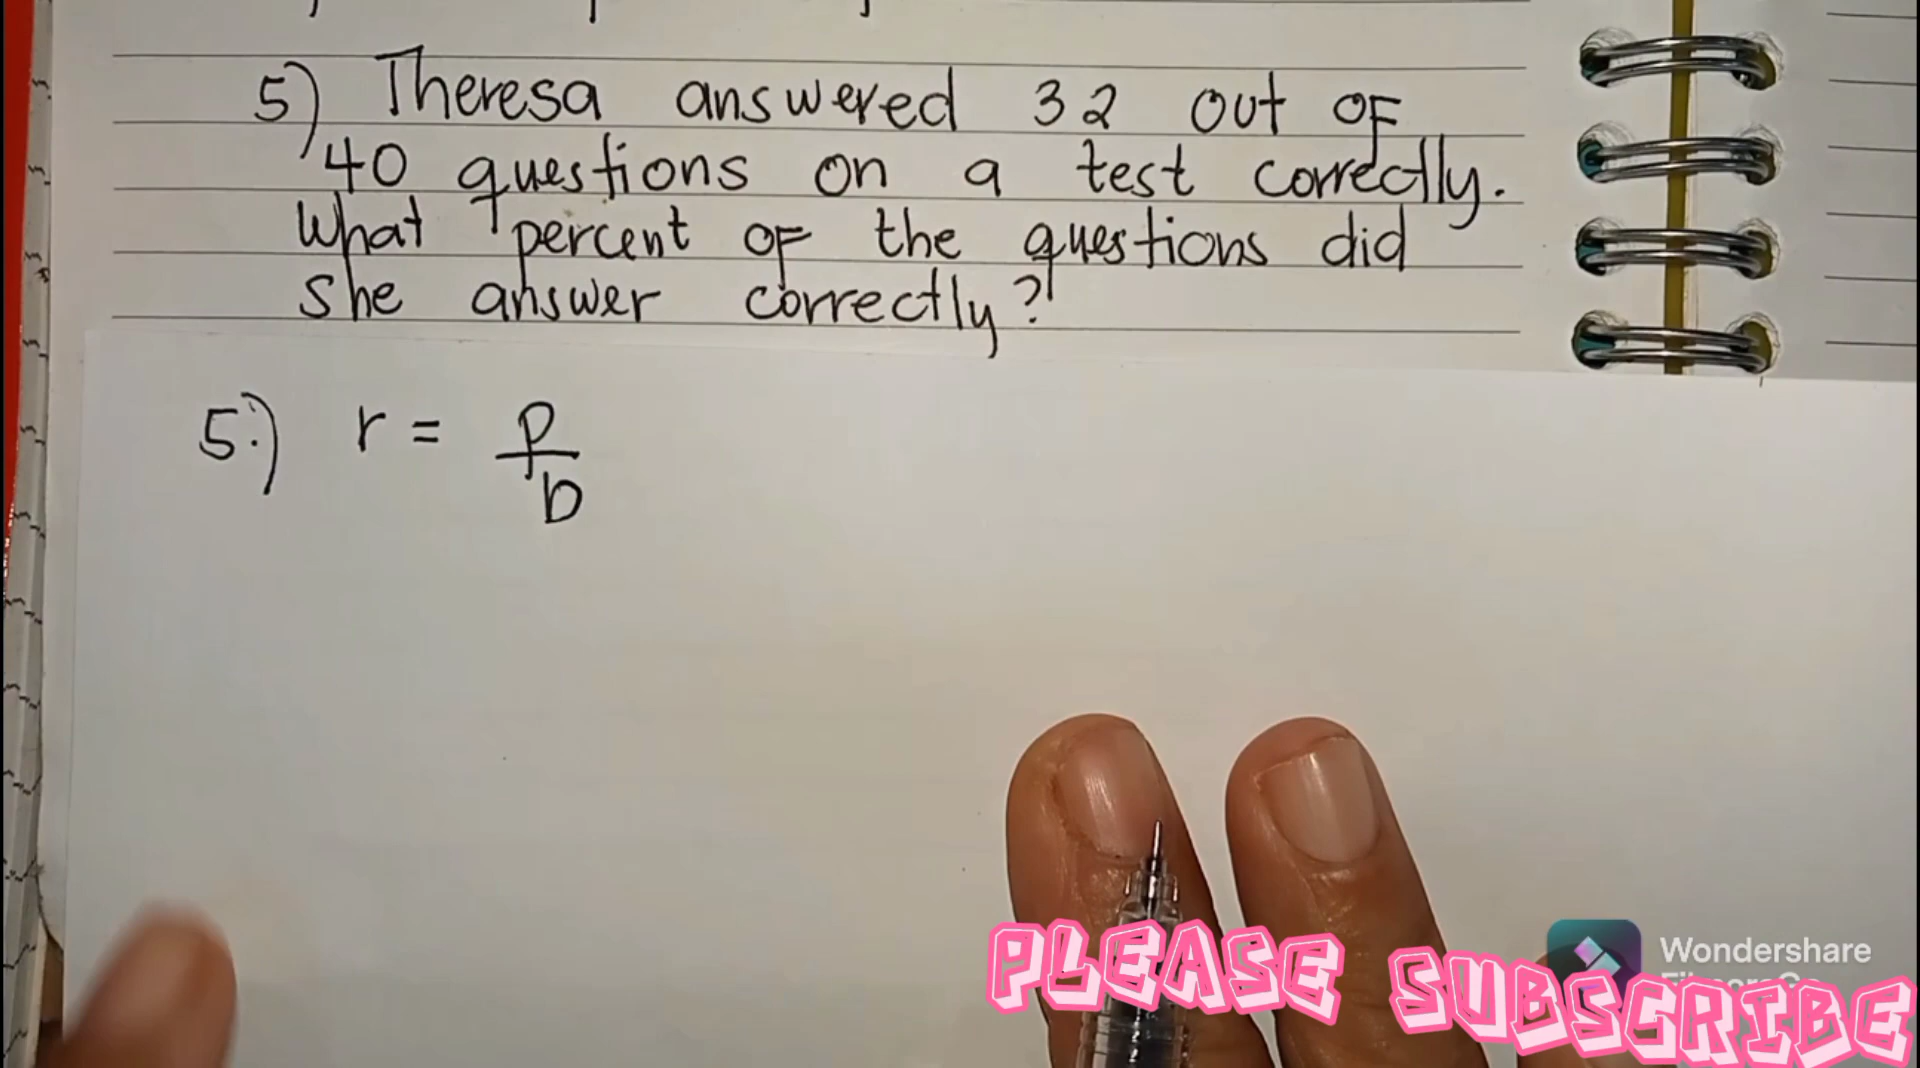 5) Theresa answered 32 out of
40 questions on a test correctly.
What percent of the questions did
she answer correctly?
5.) r = p/b
PLEASE SUBSCRIBE
Wondershare